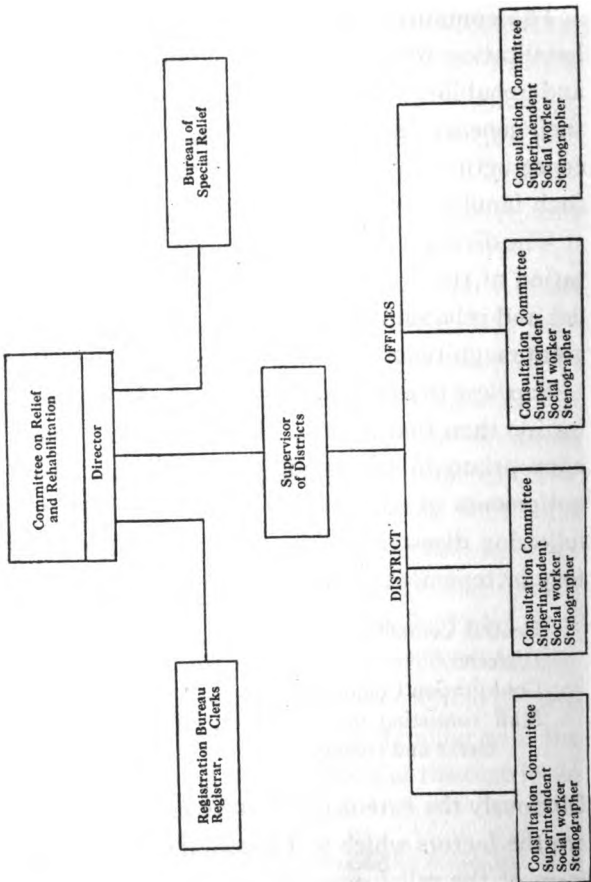 Committee on Relief
and Rehabilitation
Director
Registration Bureau
Registrar, Clerks
Bureau of
Special Relief
Supervisor
of Districts
DISTRICT OFFICES
Consultation Committee
Superintendent
Social worker
Stenographer
Consultation Committee
Superintendent
Social worker
Stenographer
Consultation Committee
Superintendent
Social worker
Stenographer
Consultation Committee
Superintendent
Social worker
Stenographer